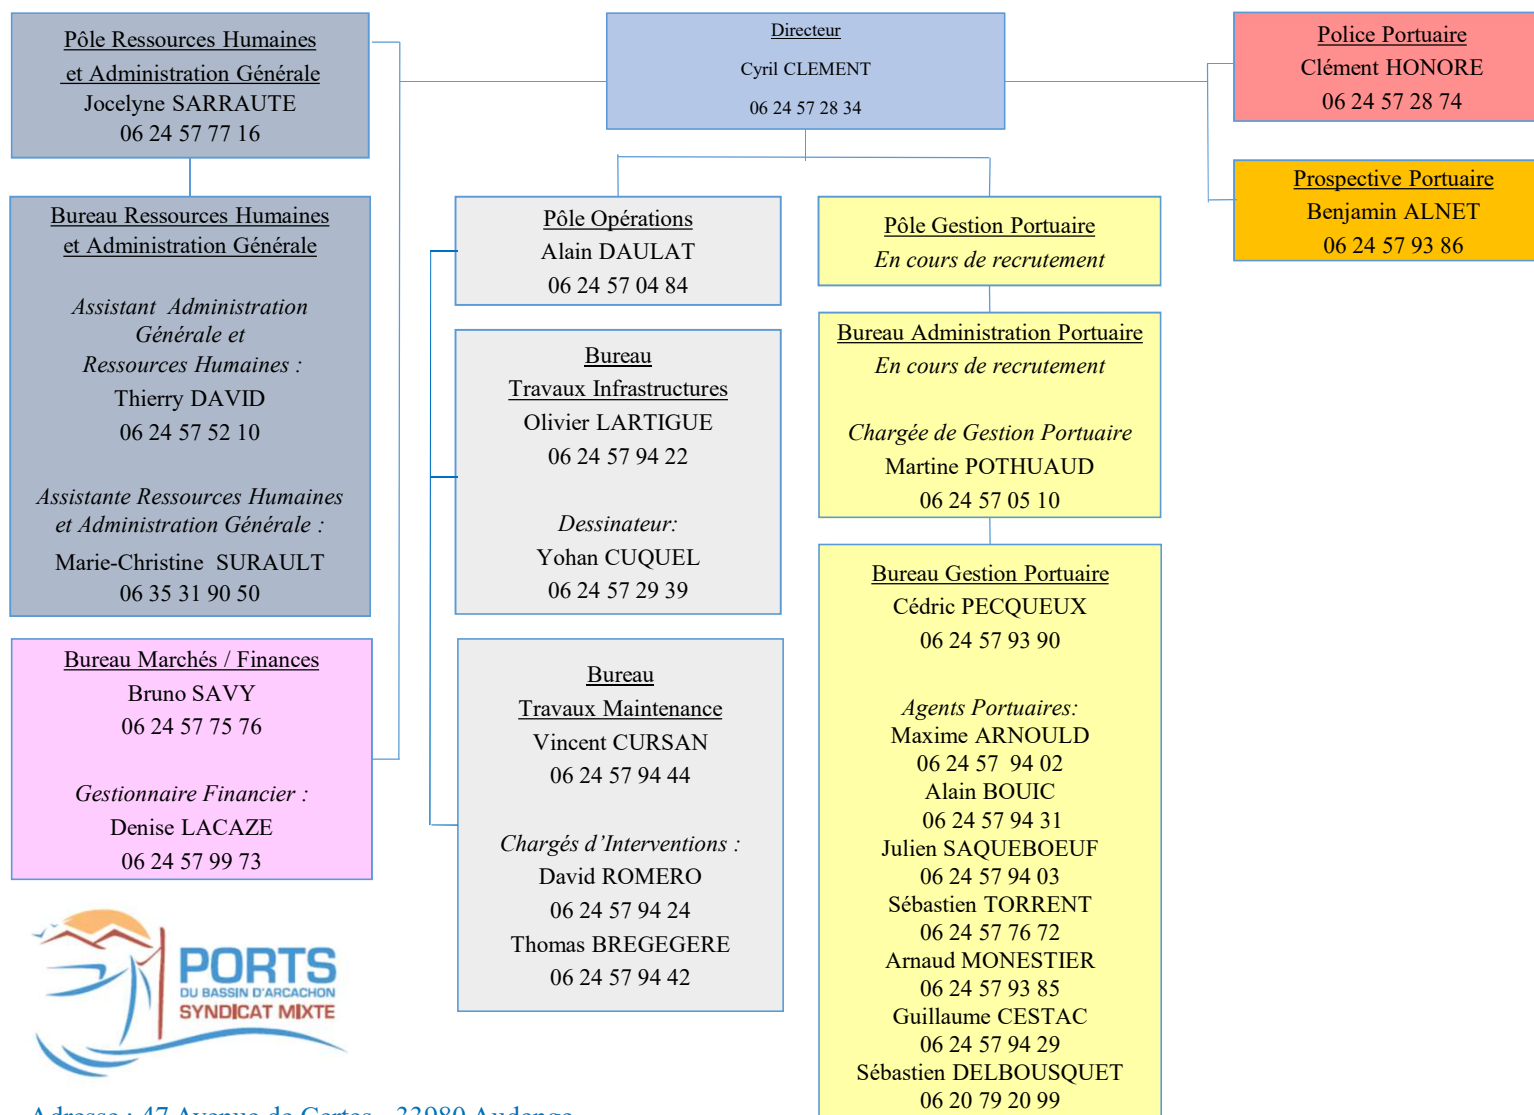 Pôle Ressources Humaines
et Administration Générale
Jocelyne SARRAUTE
06 24 57 77 16
Directeur
Cyril CLEMENT
06 24 57 28 34
Police Portuaire
Clément HONORE
06 24 57 28 74
Prospective Portuaire
Benjamin ALNET
06 24 57 93 86
Bureau Ressources Humaines
et Administration Générale
Assistant Administration
Générale et
Ressources Humaines :
Thierry DAVID
06 24 57 52 10
Assistante Ressources Humaines
et Administration Générale :
Marie-Christine SURAULT
06 35 31 90 50
Bureau Marchés / Finances
Bruno SAVY
06 24 57 75 76
Gestionnaire Financier :
Denise LACAZE
06 24 57 99 73
Pôle Opérations
Alain DAULAT
06 24 57 04 84
Bureau
Travaux Infrastructures
Olivier LARTIGUE
06 24 57 94 22
Dessinateur:
Yohan CUQUEL
06 24 57 29 39
Bureau
Travaux Maintenance
Vincent CURSAN
06 24 57 94 44
Chargés d’Interventions :
David ROMERO
06 24 57 94 24
Thomas BREGEGERE
06 24 57 94 42
Pôle Gestion Portuaire
En cours de recrutement
Bureau Administration Portuaire
En cours de recrutement
Chargée de Gestion Portuaire
Martine POTHUAUD
06 24 57 05 10
Bureau Gestion Portuaire
Cédric PECQUEUX
06 24 57 93 90
Agents Portuaires:
Maxime ARNOULD
06 24 57 94 02
Alain BOUIC
06 24 57 94 31
Julien SAQUEBOEUF
06 24 57 94 03
Sébastien TORRENT
06 24 57 76 72
Arnaud MONESTIER
06 24 57 93 85
Guillaume CESTAC
06 24 57 94 29
Sébastien DELBOUSQUET
06 20 79 20 99
PORTS
DU BASSIN D'ARCACHON
SYNDICAT MIXTE
Adresse : 47 Avenue de Certes - 33980 Audenge